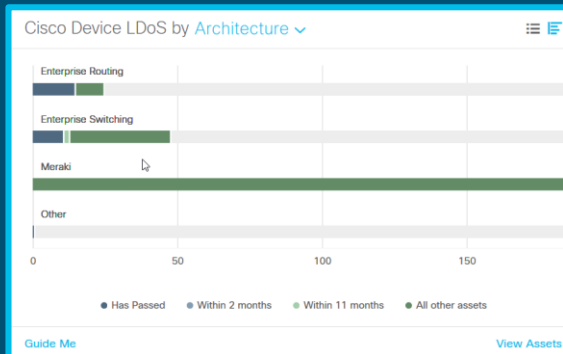 Cisco Device LDoS by Architecture
Enterprise Routing
Enterprise Switching
Meraki
Other
0 50 100 150
Has Passed Within 2 months Within 11 months All other assets
Guide Me View Assets